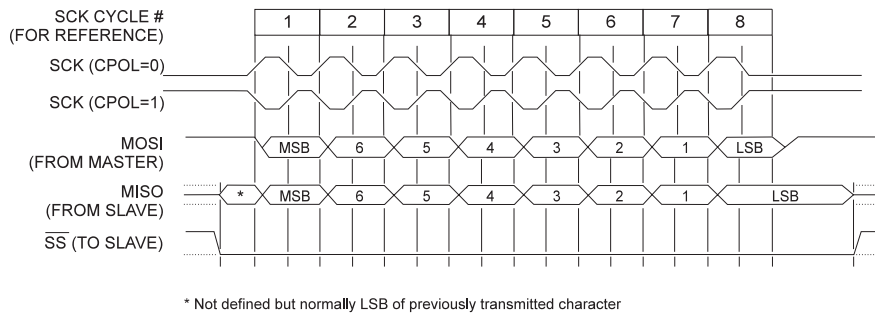 SCK CYCLE # 1 2 3 4 5 6 7 8
(FOR REFERENCE)
SCK (CPOL=0)
SCK (CPOL=1)
MOSI MSB 6 5 4 3 2 1 LSB
(FROM MASTER)
MISO * MSB 6 5 4 3 2 1 LSB
(FROM SLAVE)
SS (TO SLAVE)
* Not defined but normally LSB of previously transmitted character